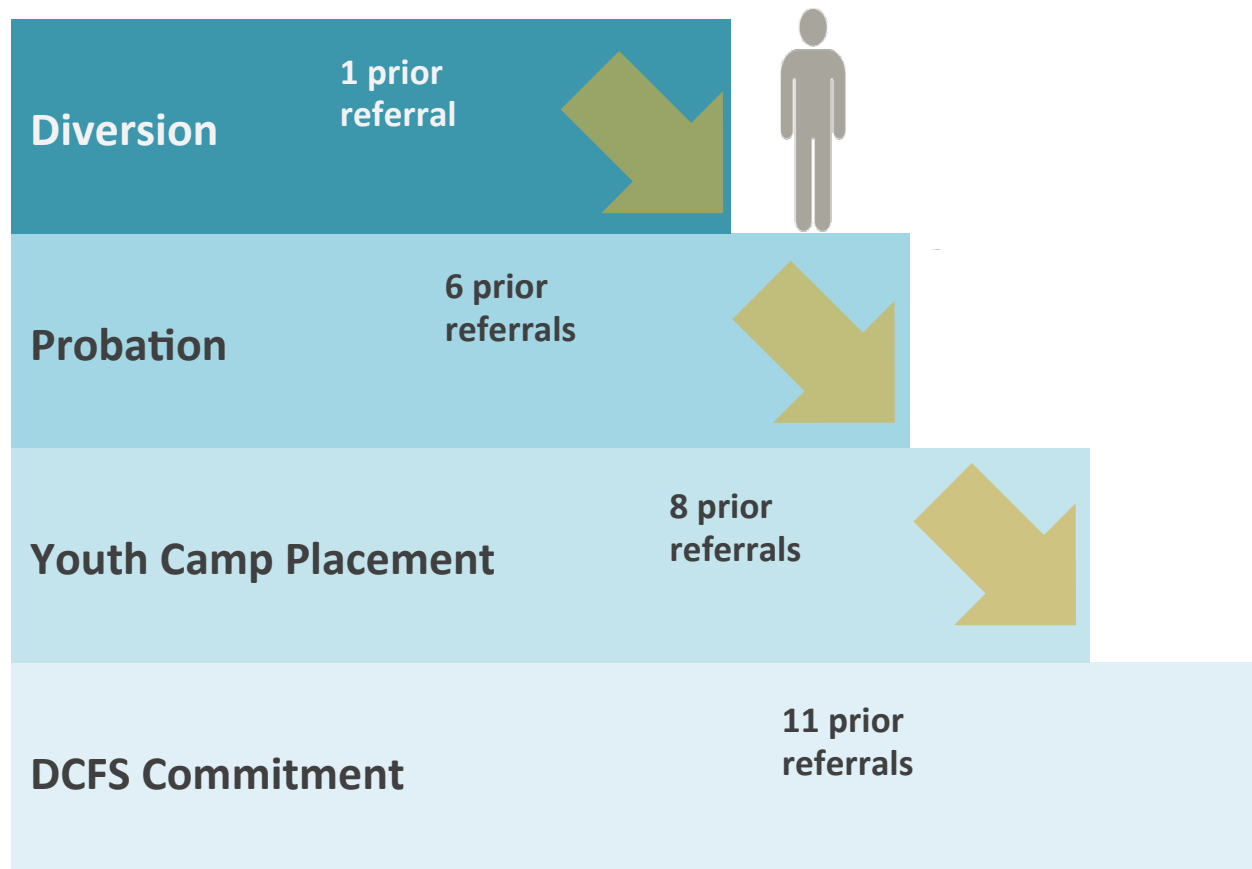 Diversion
1 prior
referral
Probation
6 prior
referrals
Youth Camp Placement
8 prior
referrals
DCFS Commitment
11 prior
referrals